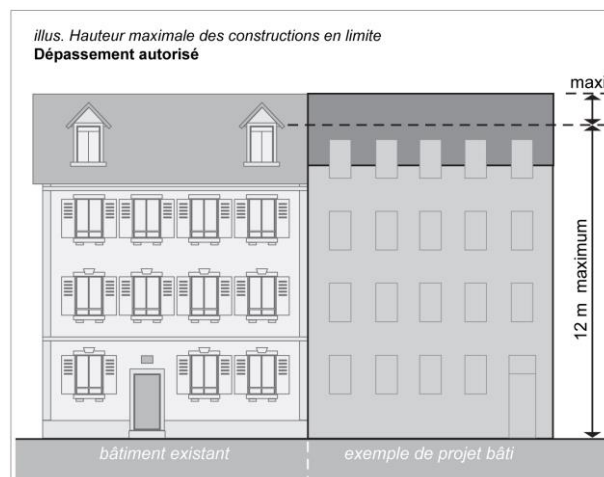 illus. Hauteur maximale des constructions en limite
Dépassement autorisé
maxi
12 m maximum
bâtiment existant
exemple de projet bâti